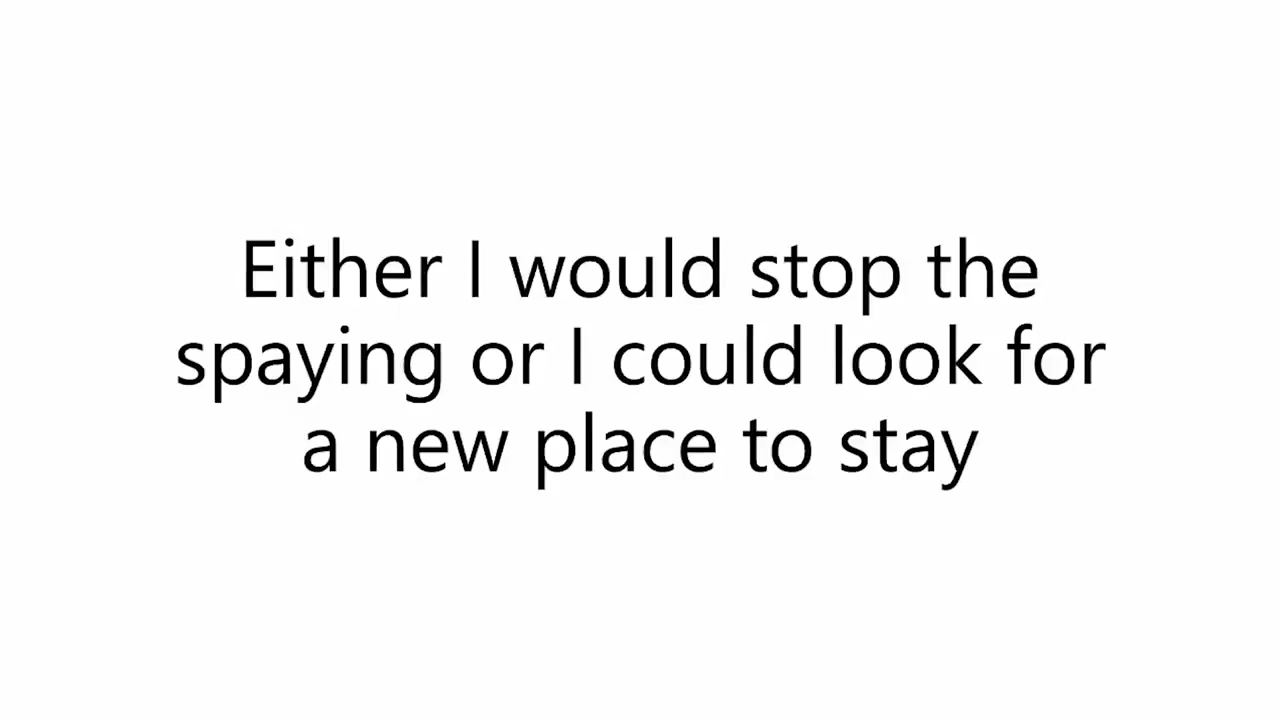 Either I would stop the
spaying or I could look for
a new place to stay